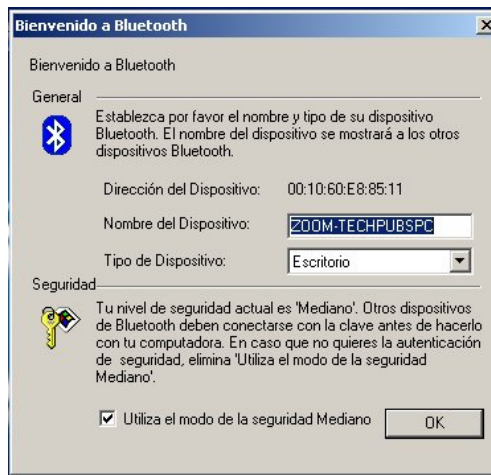 Bienvenido a Bluetooth
Bienvenido a Bluetooth
General
Establezca por favor el nombre y tipo de su dispositivo
Bluetooth. El nombre del dispositivo se mostrará a los otros
dispositivos Bluetooth.
Dirección del Dispositivo: 00:10:60:E8:85:11
Nombre del Dispositivo: ZOOM-TECHPUBSPC
Tipo de Dispositivo: Escritorio
Seguridad
Tu nivel de seguridad actual es 'Mediano'. Otros dispositivos
de Bluetooth deben conectarse con la clave antes de hacerlo
con tu computadora. En caso que no quieres la autenticación
de seguridad, elimina 'Utiliza el modo de la seguridad
Mediano'.
Utiliza el modo de la seguridad Mediano OK